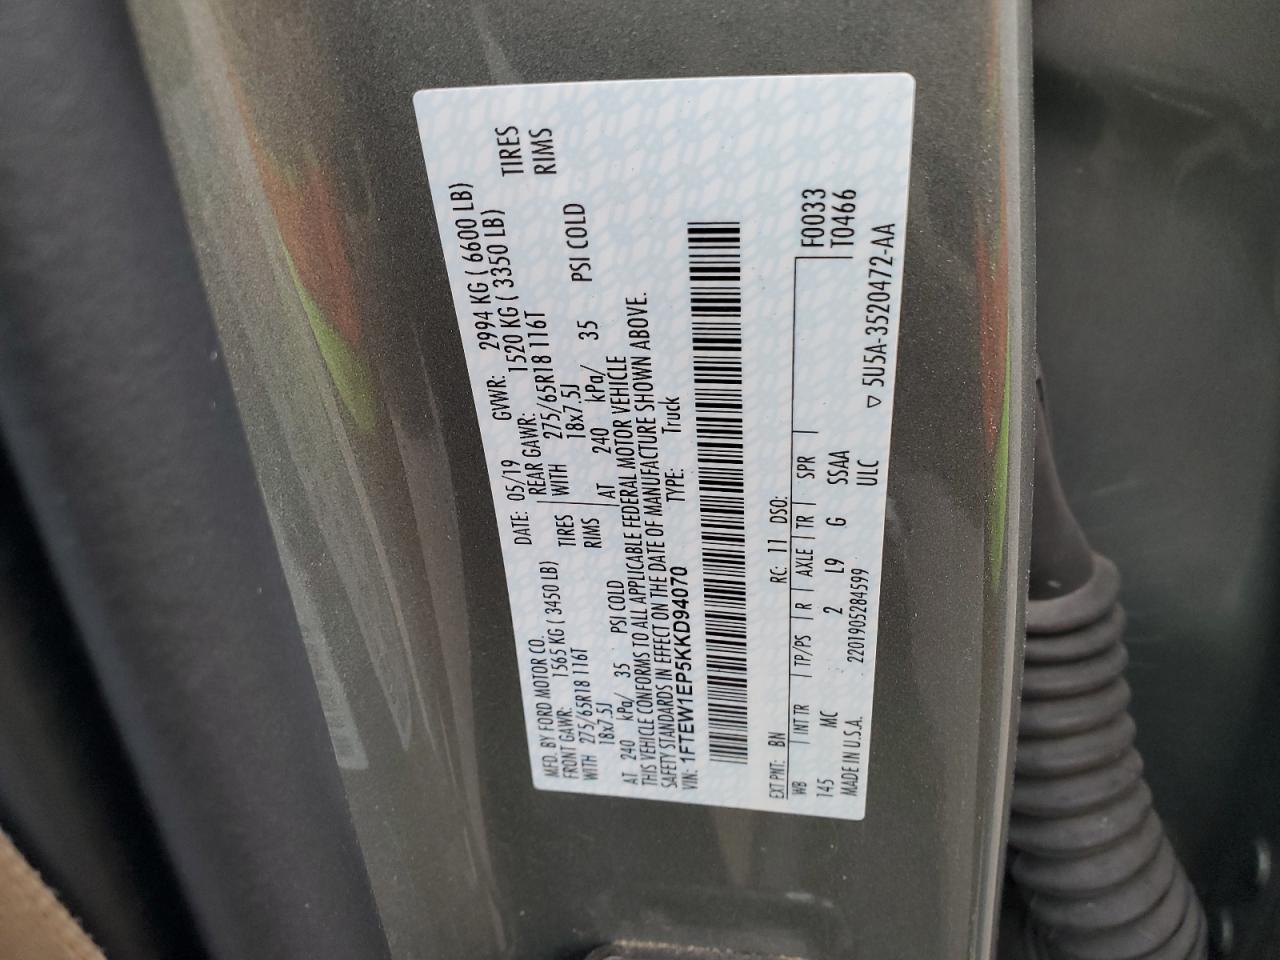 MFD. BY FORD MOTOR CO.
DATE: 05/19 GVWR: 2994 KG ( 6600 LB)
FRONT GAWR: 1565 KG ( 3450 LB) REAR GAWR: 1520 KG ( 3350 LB)
WITH 275/65R18 116T TIRES WITH 275/65R18 116T TIRES
18x7.5J RIMS 18x7.5J RIMS
AT 240 kPa/ 35 PSI COLD AT 240 kPa/ 35 PSI COLD
THIS VEHICLE CONFORMS TO ALL APPLICABLE FEDERAL MOTOR VEHICLE
SAFETY STANDARDS IN EFFECT ON THE DATE OF MANUFACTURE SHOWN ABOVE.
VIN: 1FTEW1EP5KKD94070 TYPE: Truck
EXT PNT: BN RC: 11 DSO:
WB INT TR TP/PS R AXLE TR SPR F0033
145 MC 2 L9 G SSAA T0466
ULC
MADE IN U.S.A. 2201905284599 ▽ 5U5A-3520472-AA